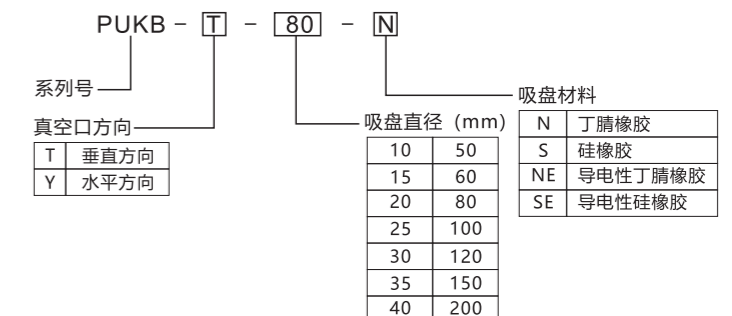 PUKB - T - 80 - N
系列号
真空口方向
T 垂直方向
Y 水平方向
吸盘直径 (mm)
10 50
15 60
20 80
25 100
30 120
35 150
40 200
吸盘材料
N 丁腈橡胶
S 硅橡胶
NE 导电性丁腈橡胶
SE 导电性硅橡胶